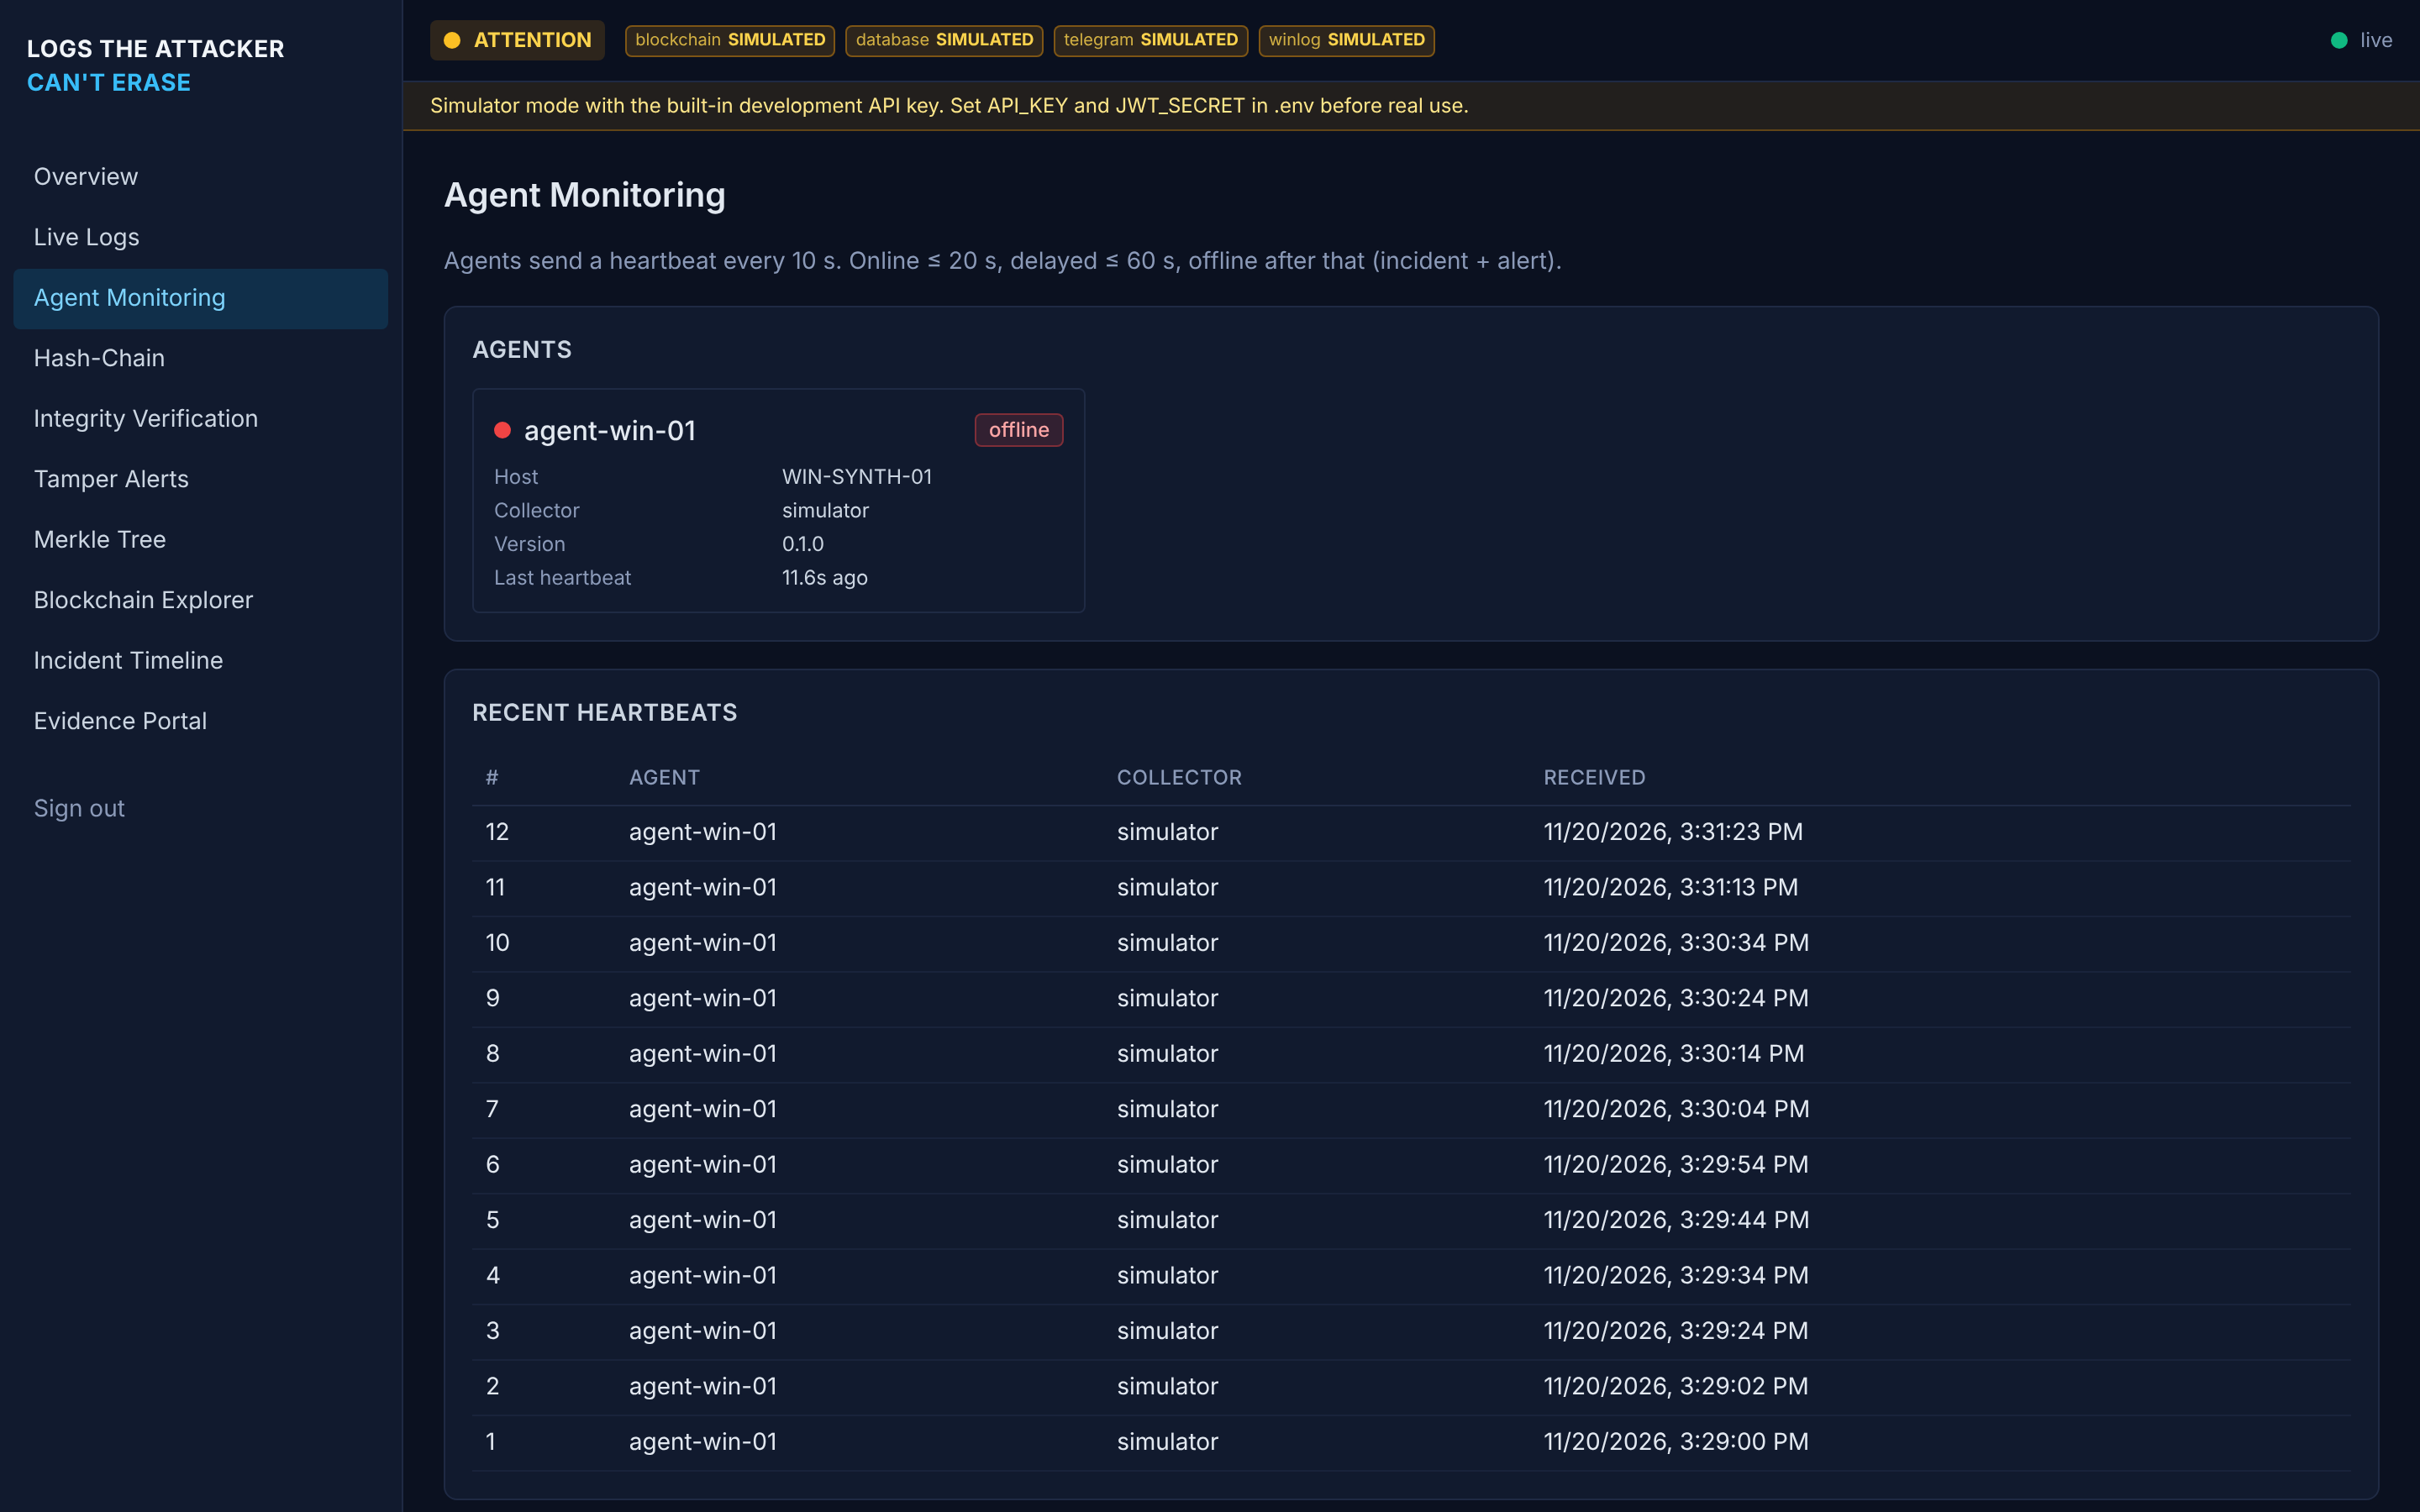 LOGS THE ATTACKER
CAN'T ERASE
Overview
Live Logs
Agent Monitoring
Hash-Chain
Integrity Verification
Tamper Alerts
Merkle Tree
Blockchain Explorer
Incident Timeline
Evidence Portal
Sign out
ATTENTION blockchain SIMULATED database SIMULATED telegram SIMULATED winlog SIMULATED live
Simulator mode with the built-in development API key. Set API_KEY and JWT_SECRET in .env before real use.
Agent Monitoring
Agents send a heartbeat every 10 s. Online ≤ 20 s, delayed ≤ 60 s, offline after that (incident + alert).
AGENTS
agent-win-01 offline
Host WIN-SYNTH-01
Collector simulator
Version 0.1.0
Last heartbeat 11.6s ago
RECENT HEARTBEATS
# AGENT COLLECTOR RECEIVED
12 agent-win-01 simulator 11/20/2026, 3:31:23 PM
11 agent-win-01 simulator 11/20/2026, 3:31:13 PM
10 agent-win-01 simulator 11/20/2026, 3:30:34 PM
9 agent-win-01 simulator 11/20/2026, 3:30:24 PM
8 agent-win-01 simulator 11/20/2026, 3:30:14 PM
7 agent-win-01 simulator 11/20/2026, 3:30:04 PM
6 agent-win-01 simulator 11/20/2026, 3:29:54 PM
5 agent-win-01 simulator 11/20/2026, 3:29:44 PM
4 agent-win-01 simulator 11/20/2026, 3:29:34 PM
3 agent-win-01 simulator 11/20/2026, 3:29:24 PM
2 agent-win-01 simulator 11/20/2026, 3:29:02 PM
1 agent-win-01 simulator 11/20/2026, 3:29:00 PM